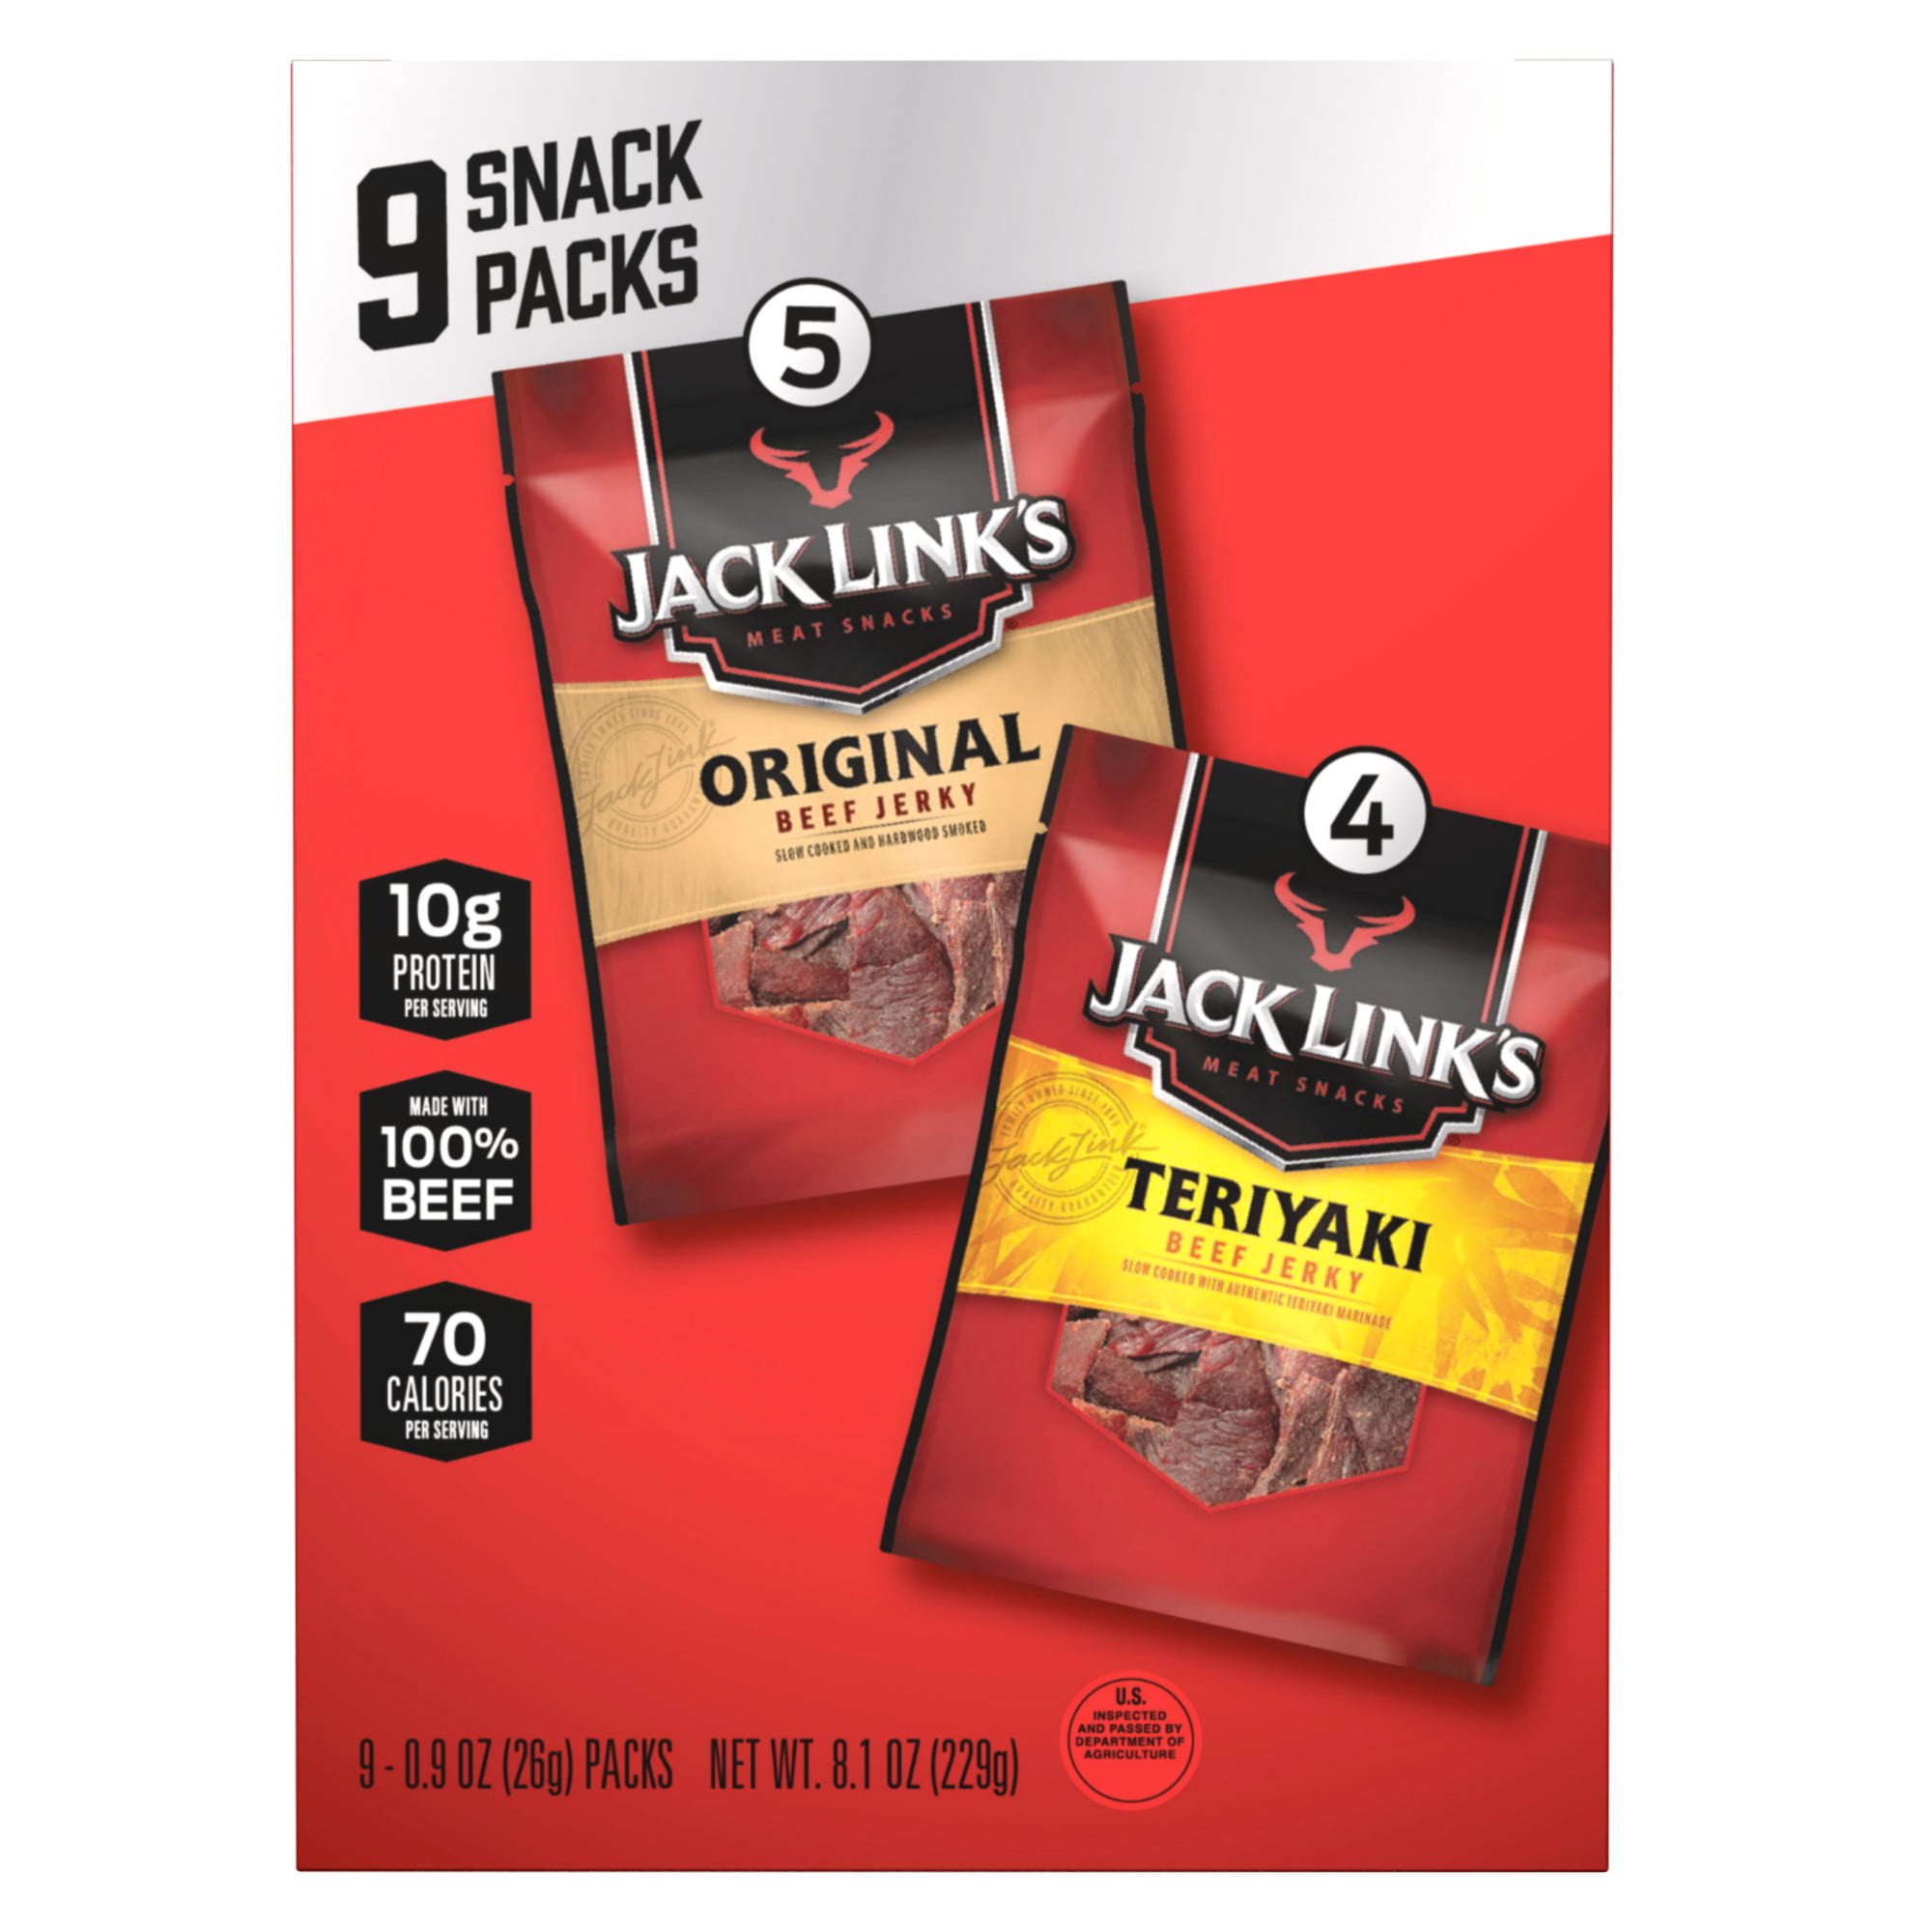 9 SNACK
PACKS
5
JACK LINK'S
MEAT SNACKS
ORIGINAL
BEEF JERKY
SLOW COOKED AND HARDWOOD SMOKED
4
JACK LINK'S
MEAT SNACKS
TERIYAKI
BEEF JERKY
SLOW COOKED WITH AUTHENTIC TERIYAKI MARINADE
10g
PROTEIN
PER SERVING
MADE WITH
100%
BEEF
70
CALORIES
PER SERVING
9 - 0.9 OZ (26g) PACKS NET WT. 8.1 OZ (229g)
U.S.
INSPECTED
AND PASSED BY
DEPARTMENT OF
AGRICULTURE